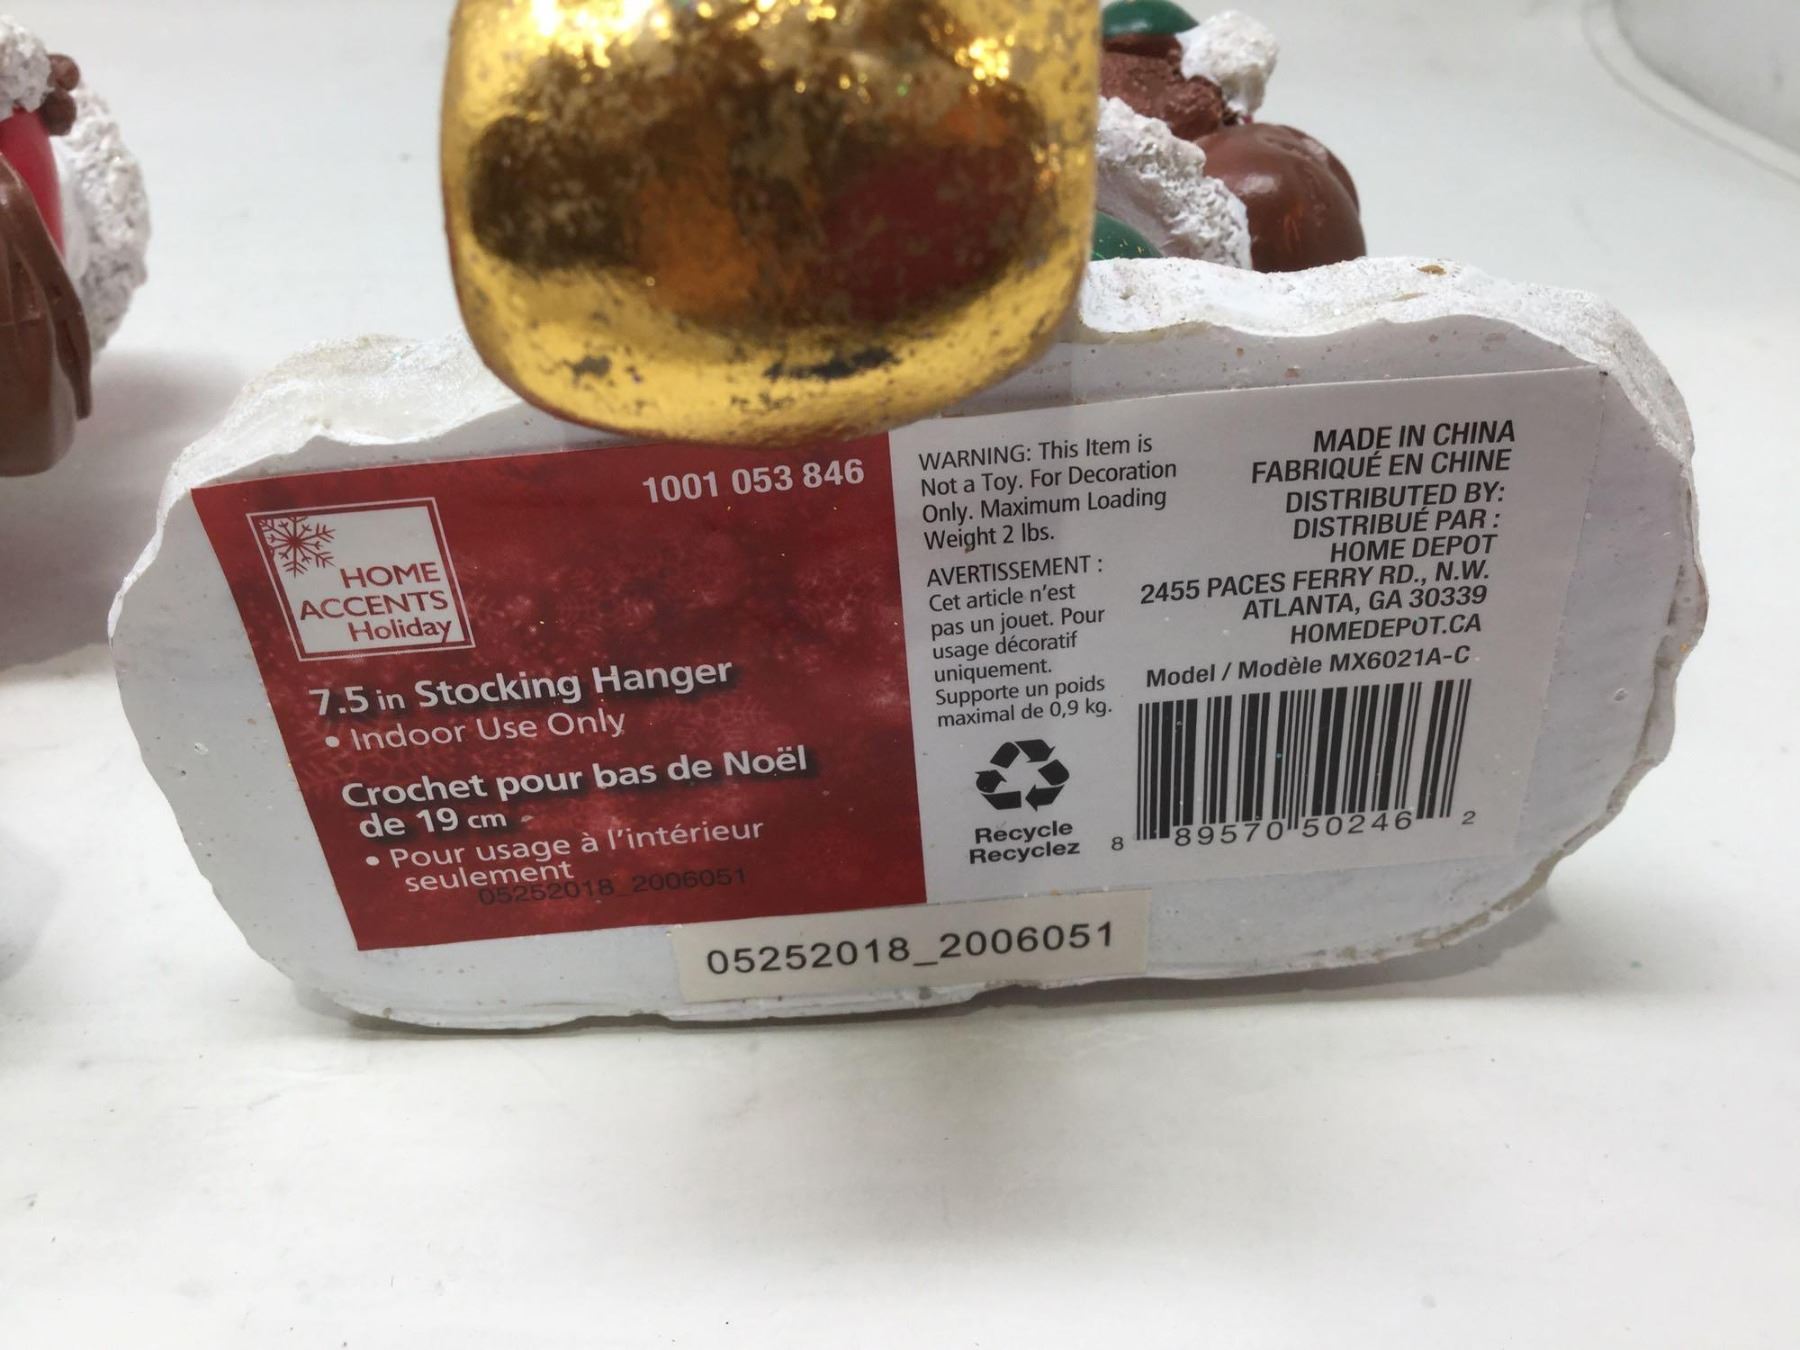 1001 053 846
HOME
ACCENTS
Holiday
7.5 in Stocking Hanger
• Indoor Use Only
Crochet pour bas de Noël
de 19 cm
• Pour usage à l'intérieur
seulement
05252018_2006051
WARNING: This Item is
Not a Toy. For Decoration
Only. Maximum Loading
Weight 2 lbs.
AVERTISSEMENT :
Cet article n'est
pas un jouet. Pour
usage décoratif
uniquement.
Supporte un poids
maximal de 0,9 kg.
Recycle
Recyclez
MADE IN CHINA
FABRIQUÉ EN CHINE
DISTRIBUTED BY:
DISTRIBUÉ PAR :
HOME DEPOT
2455 PACES FERRY RD., N.W.
ATLANTA, GA 30339
HOMEDEPOT.CA
Model / Modèle MX6021A-C
8 89570 50246 2
05252018_2006051